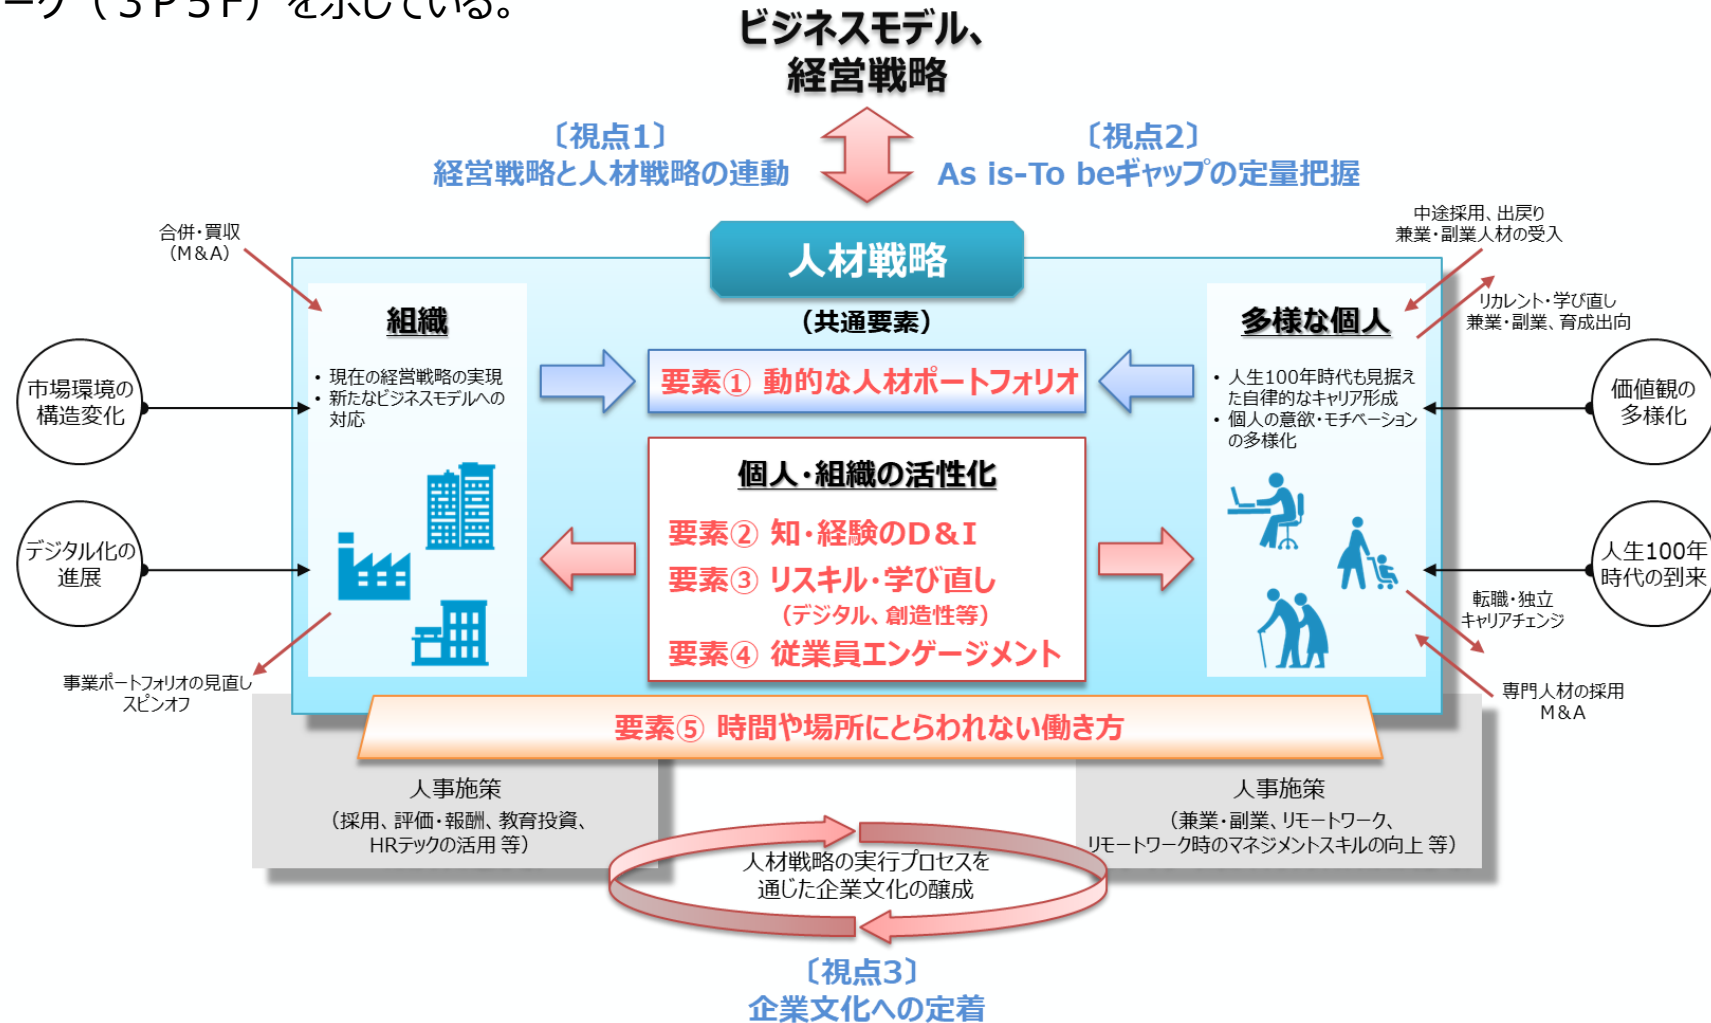 ーク（３Ｐ５Ｆ）を示している。
ビジネスモデル、
経営戦略
〔視点1〕
経営戦略と人材戦略の連動
〔視点2〕
As is-To beギャップの定量把握
合併・買収
（M＆A）
中途採用、出戻り
兼業・副業人材の受入
リカレント・学び直し
兼業・副業、育成出向
人材戦略
（共通要素）
組織
・現在の経営戦略の実現
・新たなビジネスモデルへの
対応
多様な個人
・人生100年時代も見据え
た自律的なキャリア形成
・個人の意欲・モチベーション
の多様化
市場環境の
構造変化
デジタル化の
進展
価値観の
多様化
人生100年
時代の到来
要素① 動的な人材ポートフォリオ
個人・組織の活性化
要素② 知・経験のD＆I
要素③ リスキル・学び直し
（デジタル、創造性等）
要素④ 従業員エンゲージメント
転職・独立
キャリアチェンジ
専門人材の採用
M＆A
事業ポートフォリオの見直し
スピンオフ
要素⑤ 時間や場所にとらわれない働き方
人事施策
（採用、評価・報酬、教育投資、
HRテックの活用 等）
人事施策
（兼業・副業、リモートワーク、
リモートワーク時のマネジメントスキルの向上 等）
人材戦略の実行プロセスを
通じた企業文化の醸成
〔視点3〕
企業文化への定着